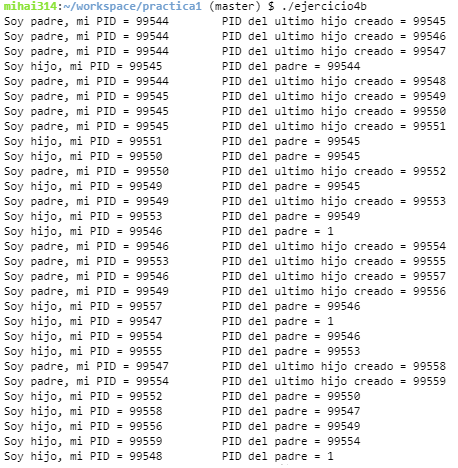 mihai314:~/workspace/practica1 (master) $ ./ejercicio4b
Soy padre, mi PID = 99544 PID del ultimo hijo creado = 99545
Soy padre, mi PID = 99544 PID del ultimo hijo creado = 99546
Soy padre, mi PID = 99544 PID del ultimo hijo creado = 99547
Soy hijo, mi PID = 99545 PID del padre = 99544
Soy padre, mi PID = 99544 PID del ultimo hijo creado = 99548
Soy padre, mi PID = 99545 PID del ultimo hijo creado = 99549
Soy padre, mi PID = 99545 PID del ultimo hijo creado = 99550
Soy padre, mi PID = 99545 PID del ultimo hijo creado = 99551
Soy hijo, mi PID = 99551 PID del padre = 99545
Soy hijo, mi PID = 99550 PID del padre = 99545
Soy padre, mi PID = 99550 PID del ultimo hijo creado = 99552
Soy hijo, mi PID = 99549 PID del padre = 99545
Soy padre, mi PID = 99549 PID del ultimo hijo creado = 99553
Soy hijo, mi PID = 99553 PID del padre = 99549
Soy hijo, mi PID = 99546 PID del padre = 1
Soy padre, mi PID = 99546 PID del ultimo hijo creado = 99554
Soy padre, mi PID = 99553 PID del ultimo hijo creado = 99555
Soy padre, mi PID = 99546 PID del ultimo hijo creado = 99557
Soy padre, mi PID = 99549 PID del ultimo hijo creado = 99556
Soy hijo, mi PID = 99557 PID del padre = 99546
Soy hijo, mi PID = 99547 PID del padre = 1
Soy hijo, mi PID = 99554 PID del padre = 99546
Soy hijo, mi PID = 99555 PID del padre = 99553
Soy padre, mi PID = 99547 PID del ultimo hijo creado = 99558
Soy padre, mi PID = 99554 PID del ultimo hijo creado = 99559
Soy hijo, mi PID = 99552 PID del padre = 99550
Soy hijo, mi PID = 99558 PID del padre = 99547
Soy hijo, mi PID = 99556 PID del padre = 99549
Soy hijo, mi PID = 99559 PID del padre = 99554
Soy hijo, mi PID = 99548 PID del padre = 1